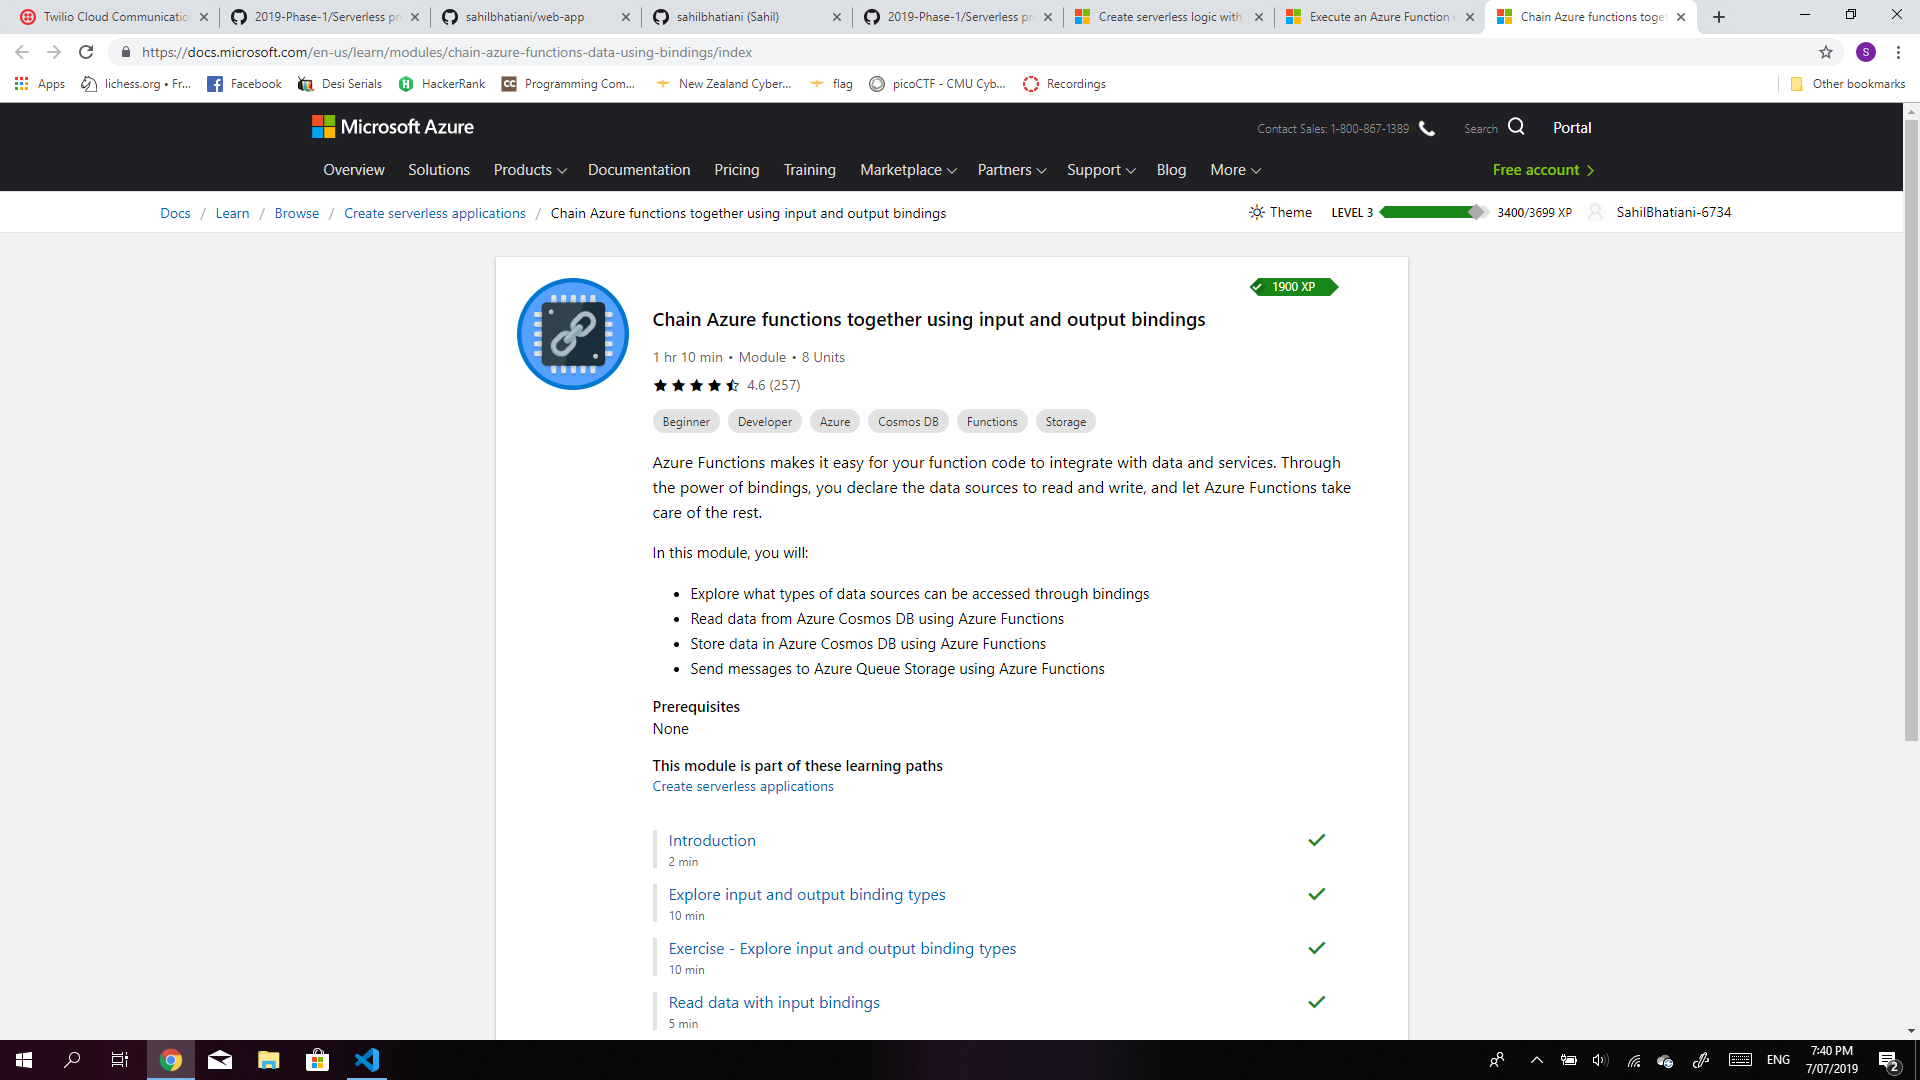 Twilio Cloud Communicatio
2019-Phase-1/Serverless pr
sahilbhatiani/web-app
sahilbhatiani (Sahil)
2019-Phase-1/Serverless pr
Create serverless logic with
Execute an Azure Function w
Chain Azure functions toget
https://docs.microsoft.com/en-us/learn/modules/chain-azure-functions-data-using-bindings/index
S
Apps
lichess.org • Fr...
Facebook
Desi Serials
HackerRank
CC
Programming Com...
New Zealand Cyber...
flag
picoCTF - CMU Cyb...
Recordings
Other bookmarks
Microsoft Azure
Contact Sales: 1-800-867-1389
Search
Portal
Overview
Solutions
Products
Documentation
Pricing
Training
Marketplace
Partners
Support
Blog
More
Free account
Docs / Learn / Browse / Create serverless applications / Chain Azure functions together using input and output bindings
Theme
LEVEL 3
3400/3699 XP
SahilBhatiani-6734
1900 XP
Chain Azure functions together using input and output bindings
1 hr 10 min • Module • 8 Units
4.6 (257)
Beginner
Developer
Azure
Cosmos DB
Functions
Storage
Azure Functions makes it easy for your function code to integrate with data and services. Through
the power of bindings, you declare the data sources to read and write, and let Azure Functions take
care of the rest.
In this module, you will:
• Explore what types of data sources can be accessed through bindings
• Read data from Azure Cosmos DB using Azure Functions
• Store data in Azure Cosmos DB using Azure Functions
• Send messages to Azure Queue Storage using Azure Functions
Prerequisites
None
This module is part of these learning paths
Create serverless applications
Introduction
2 min
Explore input and output binding types
10 min
Exercise - Explore input and output binding types
10 min
Read data with input bindings
5 min
ENG
7:40 PM
7/07/2019
2